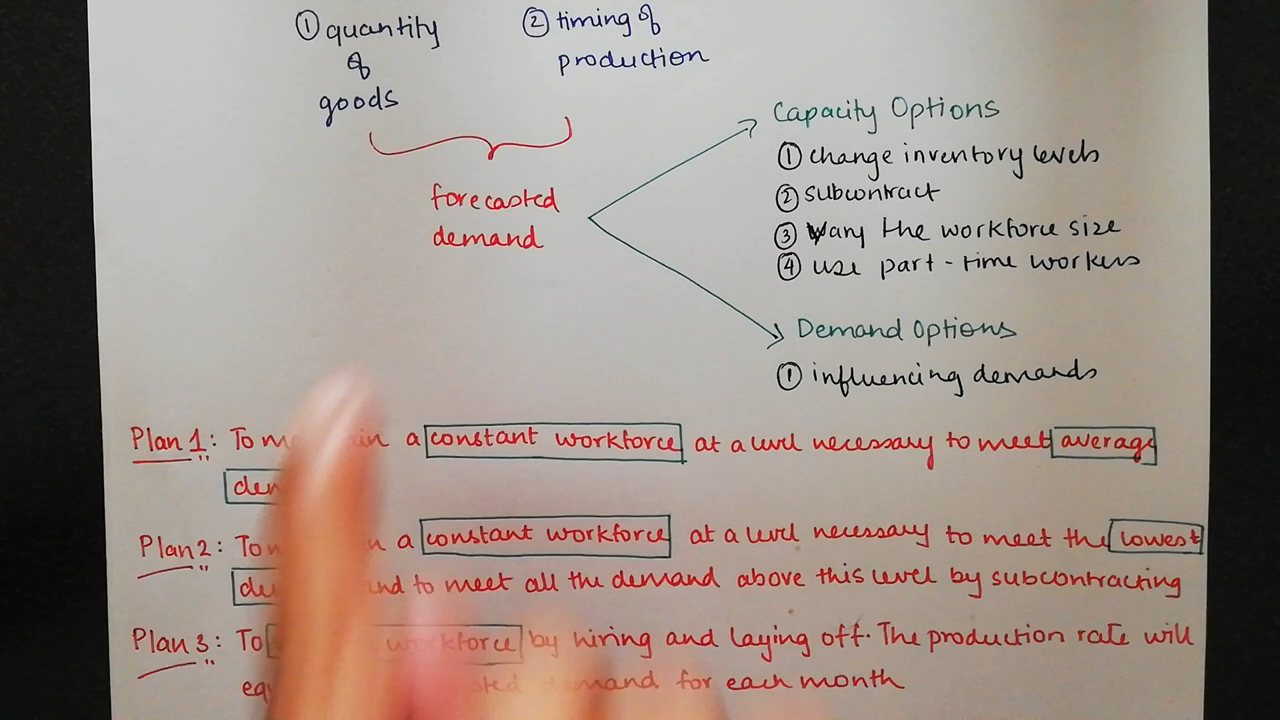 ① quantity of goods
② timing of production
forecasted demand
Capacity Options
① change inventory levels
② subcontract
③ vary the workforce size
④ use part-time workers
Demand Options
① influencing demands
Plan 1: To a constant workforce at a level necessary to meet average
Plan 2: To a constant workforce at a level necessary to meet the lowest
and to meet all the demand above this level by subcontracting
Plan 3: To workforce by hiring and laying off. The production rate will
demand for each month